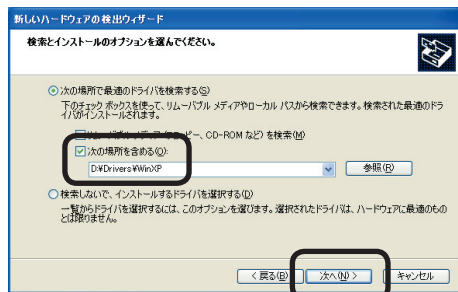 新しいハードウェアの検出ウィザード
検索とインストールのオプションを選んでください。
次の場所で最適のドライバを検索する(S)
下のチェック ボックスを使って、リムーバブル メディアやローカル パスから検索できます。検索された最適のドラ
イバがインストールされます。
リムーバブル メディア (フロッピー、CD-ROM など) を検索(M)
次の場所を含める(O):
D:¥Drivers¥WinXP
参照(R)
検索しないで、インストールするドライバを選択する(D)
一覧からドライバを選択するには、このオプションを選びます。選択されたドライバは、ハードウェアに最適のもの
とは限りません。
< 戻る(B)
次へ(N) >
キャンセル